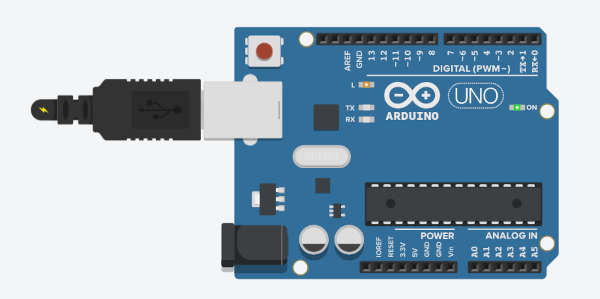 AREF
GND
13
12
~11
~10
~9
8
7
~6
~5
4
~3
2
TX→1
RX←0
DIGITAL (PWM~)
L
TX
RX
ARDUINO
UNO
ON
POWER
ANALOG IN
IOREF
RESET
3.3V
5V
GND
GND
Vin
A0
A1
A2
A3
A4
A5